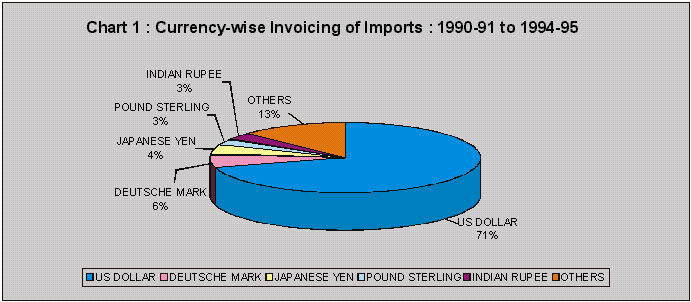 Chart 1 : Currency-wise Invoicing of Imports : 1990-91 to 1994-95
INDIAN RUPEE
3%
OTHERS
13%
POUND STERLING
3%
JAPANESE YEN
4%
DEUTSCHE MARK
6%
US DOLLAR
71%
US DOLLAR DEUTSCHE MARK JAPANESE YEN POUND STERLING INDIAN RUPEE OTHERS